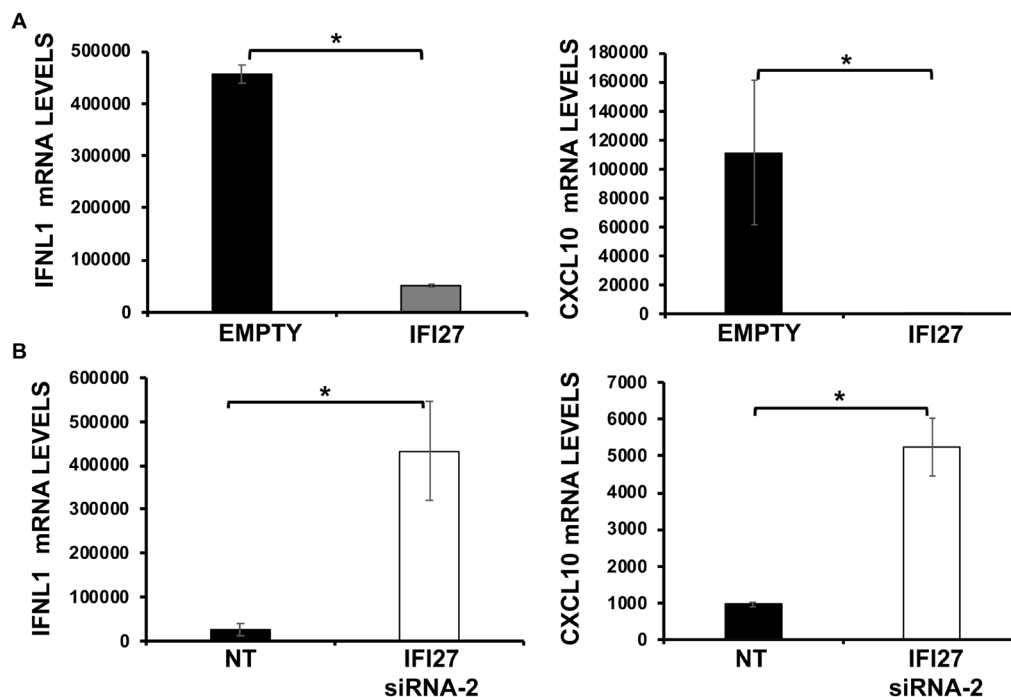 A
IFNL1 mRNA LEVELS
500000
400000
300000
200000
100000
0
*
EMPTY
IFI27
CXCL10 mRNA LEVELS
180000
160000
140000
120000
100000
80000
60000
40000
20000
0
*
EMPTY
IFI27
B
IFNL1 mRNA LEVELS
600000
500000
400000
300000
200000
100000
0
*
NT
IFI27
siRNA-2
CXCL10 mRNA LEVELS
7000
6000
5000
4000
3000
2000
1000
0
*
NT
IFI27
siRNA-2